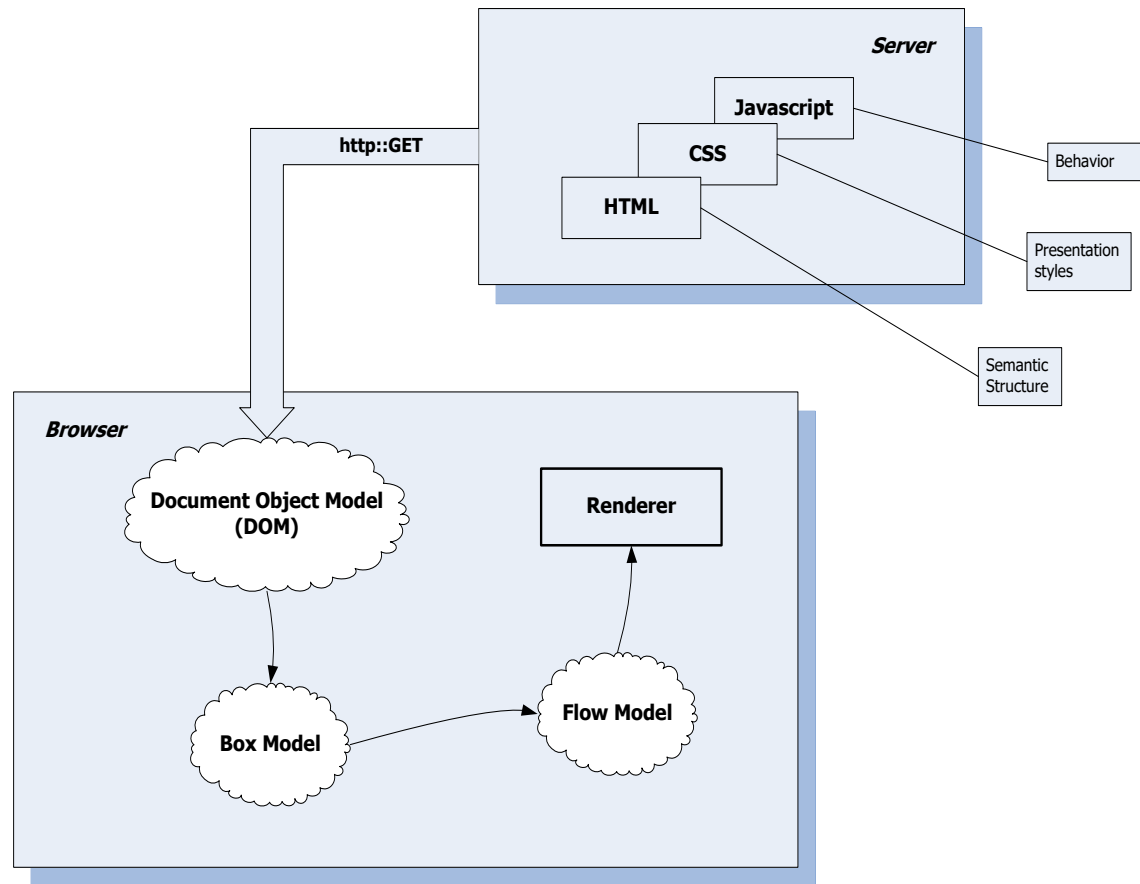 Server
Javascript
http::GET
CSS
Behavior
HTML
Presentation
styles
Semantic
Structure
Browser
Document Object Model
(DOM)
Renderer
Flow Model
Box Model